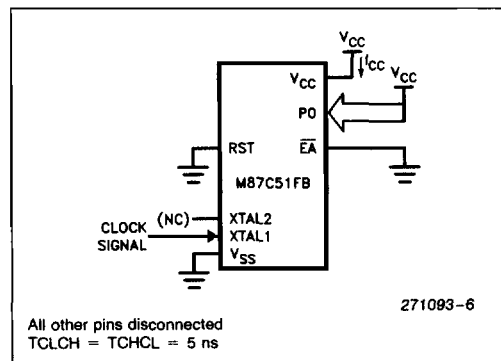 VCC
ICC
VCC
VCC
P0
RST
EA
M87C51FB
(NC)
XTAL2
CLOCK
SIGNAL
XTAL1
VSS
271093-6
All other pins disconnected
TCLCH = TCHCL = 5 ns